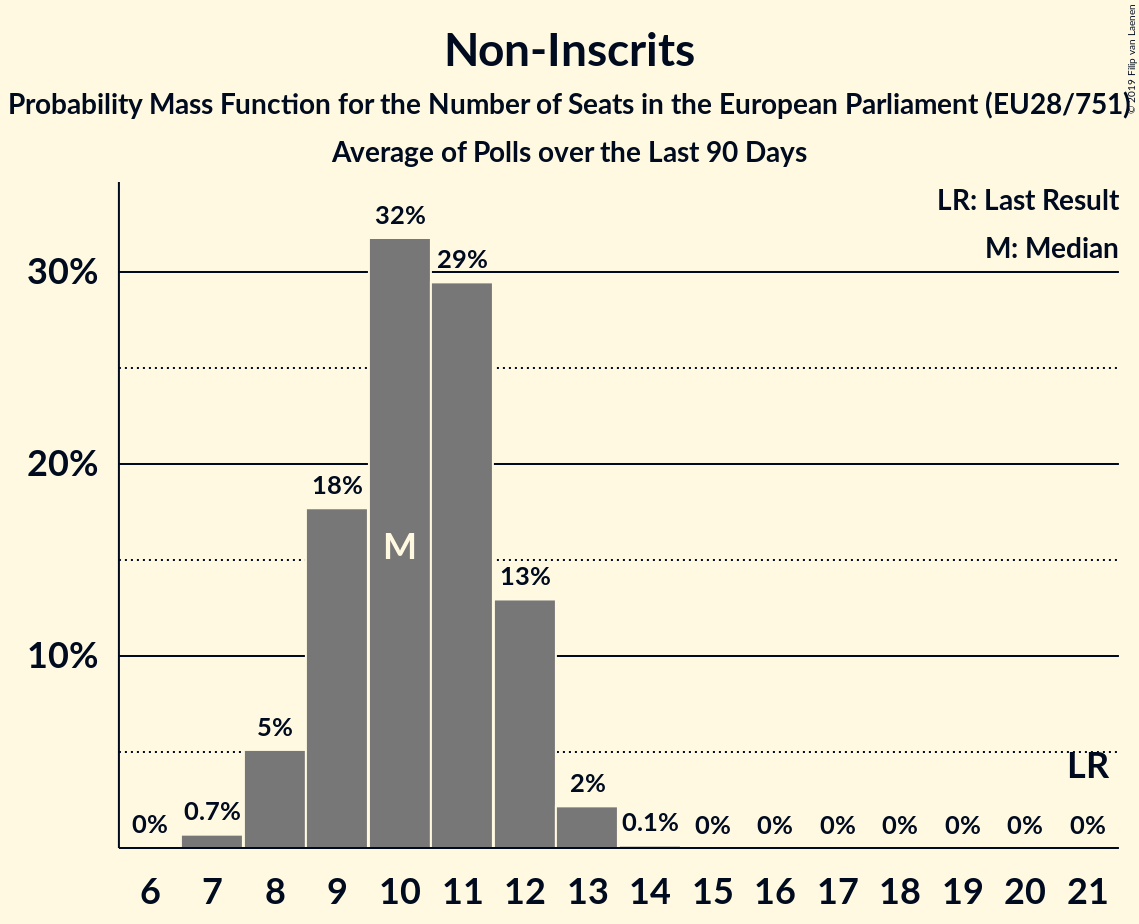 Non-Inscrits
Probability Mass Function for the Number of Seats in the European Parliament (EU28/751)
Average of Polls over the Last 90 Days
© 2019 Filip van Laenen
LR: Last Result
M: Median
30%
20%
10%
0%
0.7%
5%
18%
32%
29%
13%
2%
0.1%
0%
0%
0%
0%
0%
0%
0%
M
LR
6 7 8 9 10 11 12 13 14 15 16 17 18 19 20 21